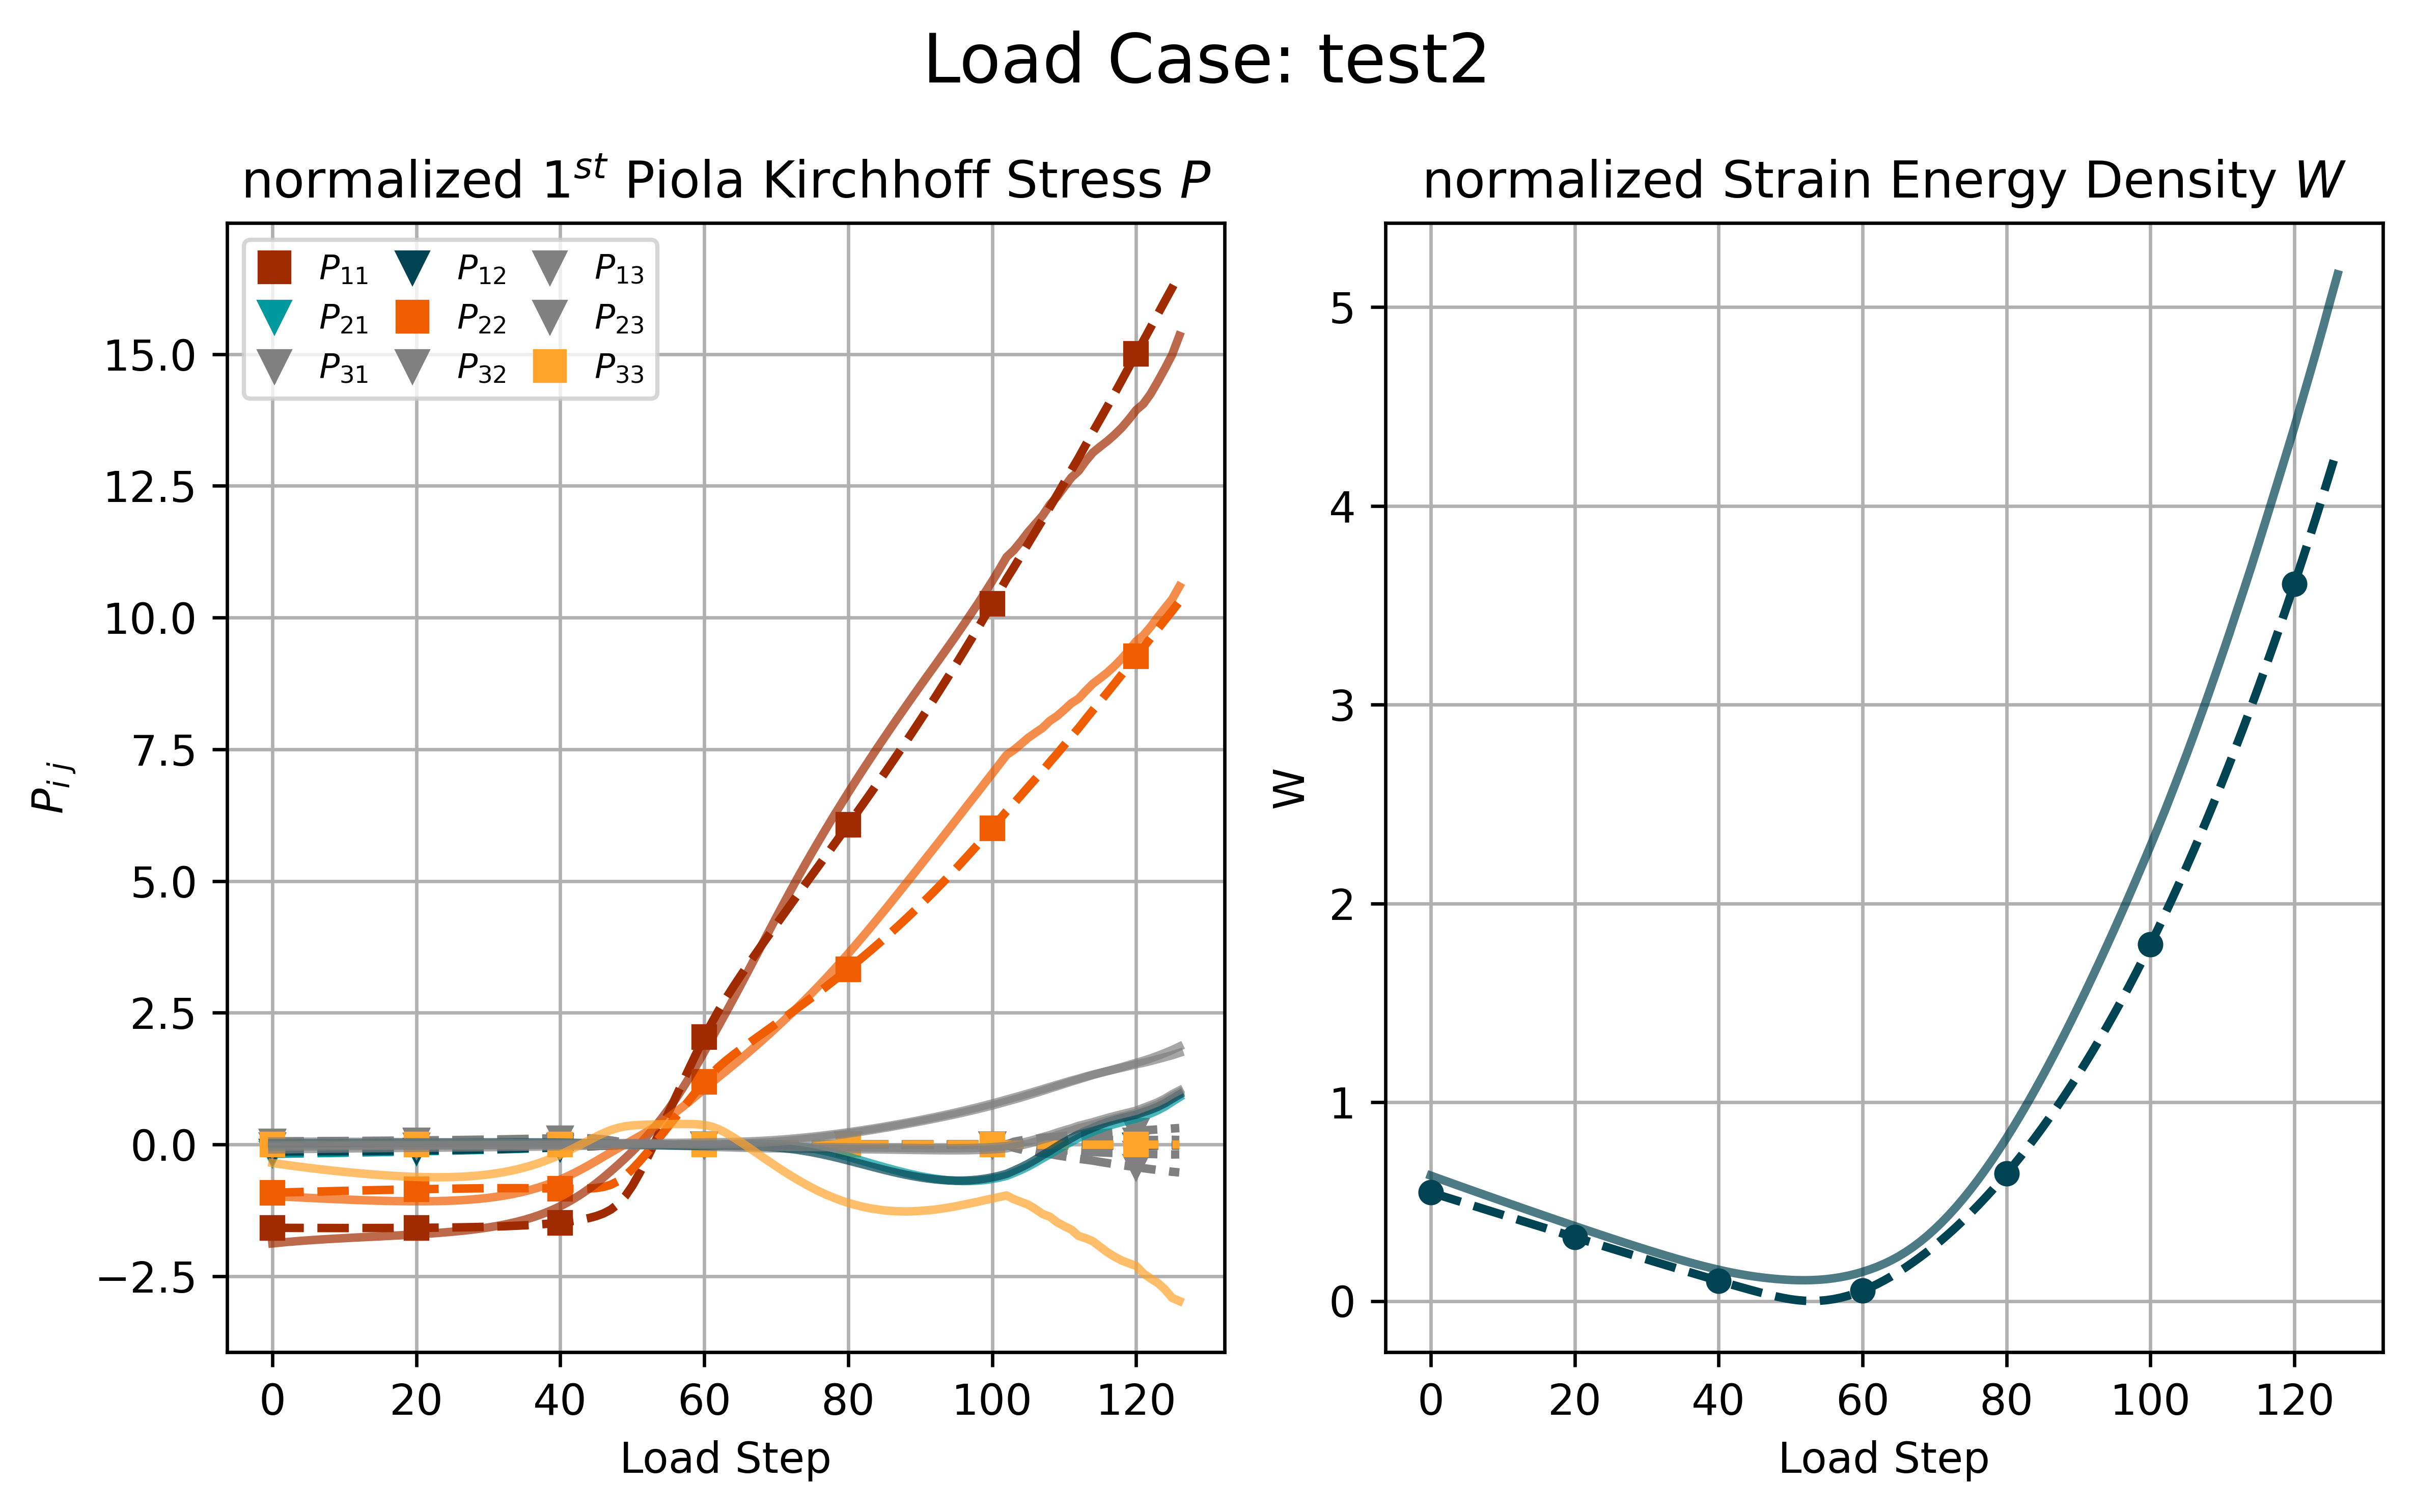 Load Case: test2
normalized 1st Piola Kirchhoff Stress P
P11 P12 P13
P21 P22 P23
P31 P32 P33
15.0
12.5
10.0
7.5
5.0
2.5
0.0
−2.5
Pi j
0 20 40 60 80 100 120
Load Step
normalized Strain Energy Density W
5
4
3
2
1
0
W
0 20 40 60 80 100 120
Load Step